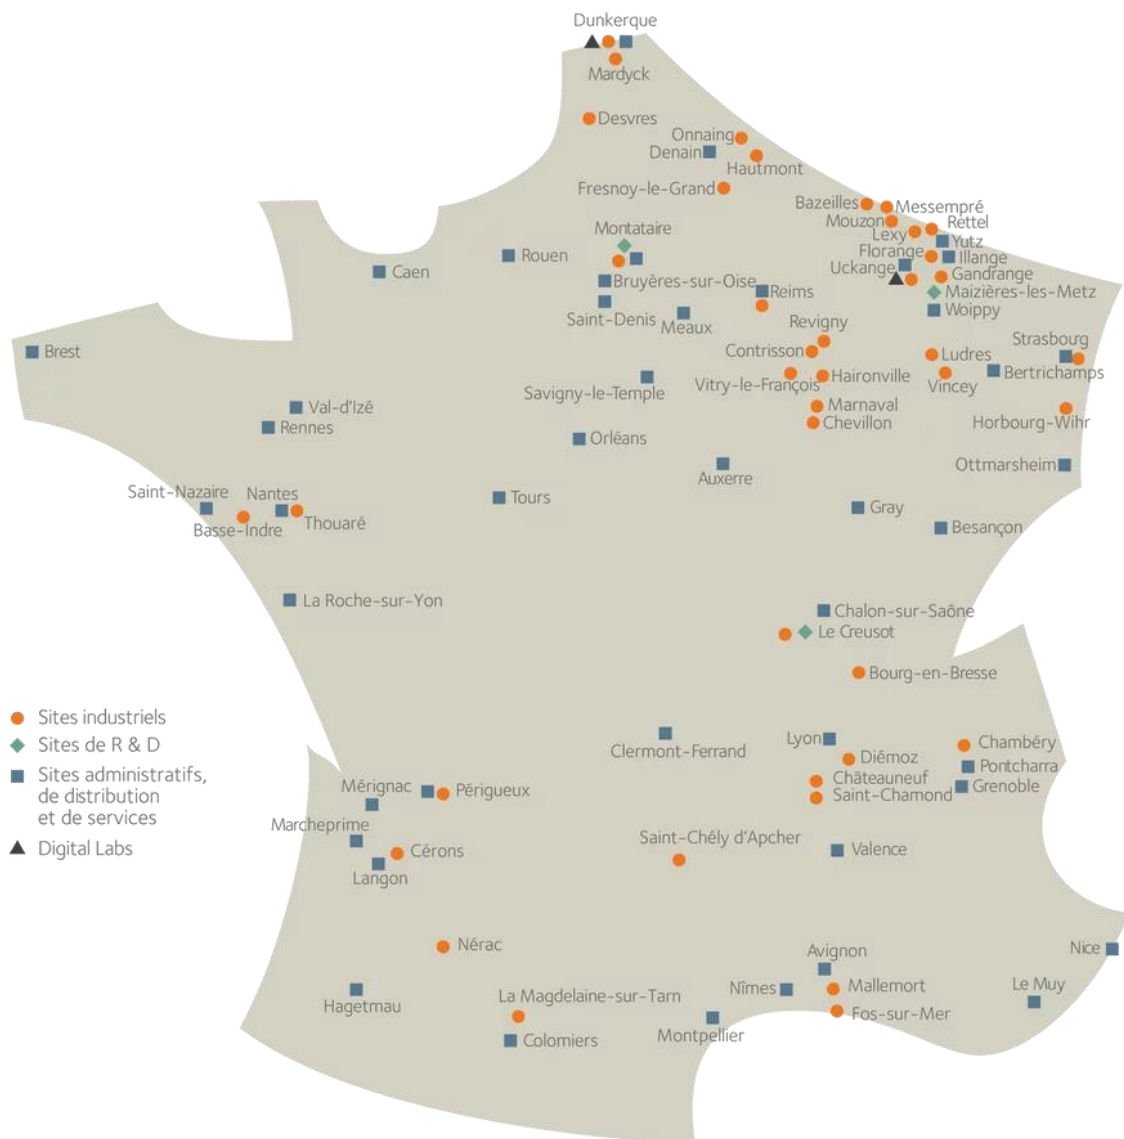 Dunkerque
Mardyck
Desvres
Onnaing
Denain
Hautmont
Fresnoy-le-Grand
Bazeilles
Messempré
Mouzon
Rettel
Lexy
Montataire
Yutz
Florange
Rouen
Illange
Uckange
Caen
Gandrange
Bruyères-sur-Oise
Reims
Maizières-les-Metz
Woippy
Saint-Denis
Meaux
Revigny
Strasbourg
Brest
Contrisson
Ludres
Bertrichamps
Haironville
Vitry-le-François
Vincey
Savigny-le-Temple
Val-d'Izé
Marnaval
Rennes
Chevillon
Horbourg-Wihr
Orléans
Ottmarsheim
Auxerre
Saint-Nazaire
Nantes
Tours
Gray
Basse-Indre
Thouaré
Besançon
La Roche-sur-Yon
Chalon-sur-Saône
Le Creusot
Bourg-en-Bresse
Sites industriels
Sites de R & D
Sites administratifs,
de distribution
et de services
Digital Labs
Lyon
Chambéry
Clermont-Ferrand
Diémoz
Pontcharra
Châteauneuf
Grenoble
Mérignac
Périgueux
Saint-Chamond
Marcheprime
Saint-Chély d'Apcher
Cérons
Valence
Langon
Nérac
Avignon
Nice
Hagetmau
La Magdelaine-sur-Tarn
Nîmes
Mallemort
Le Muy
Fos-sur-Mer
Colomiers
Montpellier